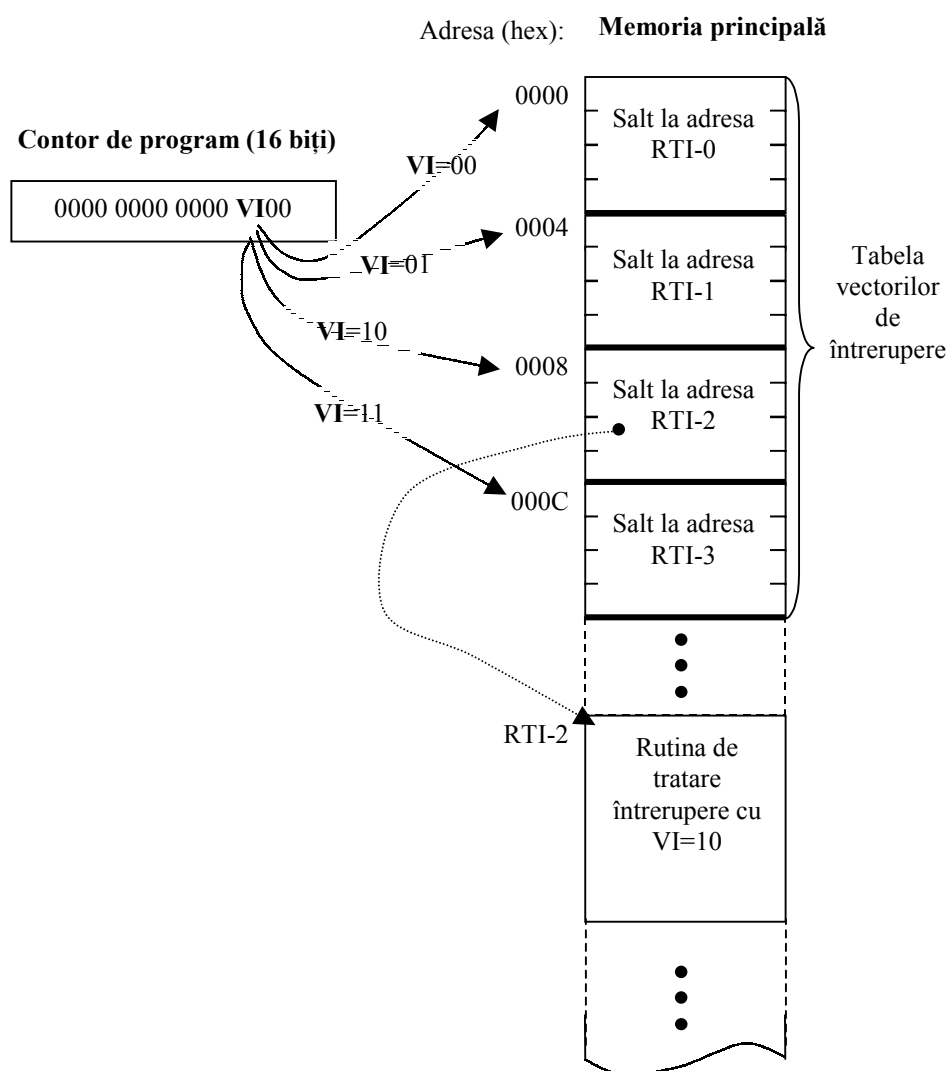 Adresa (hex): Memoria principală
0000
Salt la adresa
RTI-0
Contor de program (16 biți)
VI=00
0000 0000 0000 VI00
0004
VI=01
Salt la adresa
RTI-1
Tabela
vectorilor
de
întrerupere
VI=10
0008
Salt la adresa
RTI-2
VI=11
000C
Salt la adresa
RTI-3
RTI-2
Rutina de
tratare
întrerupere cu
VI=10